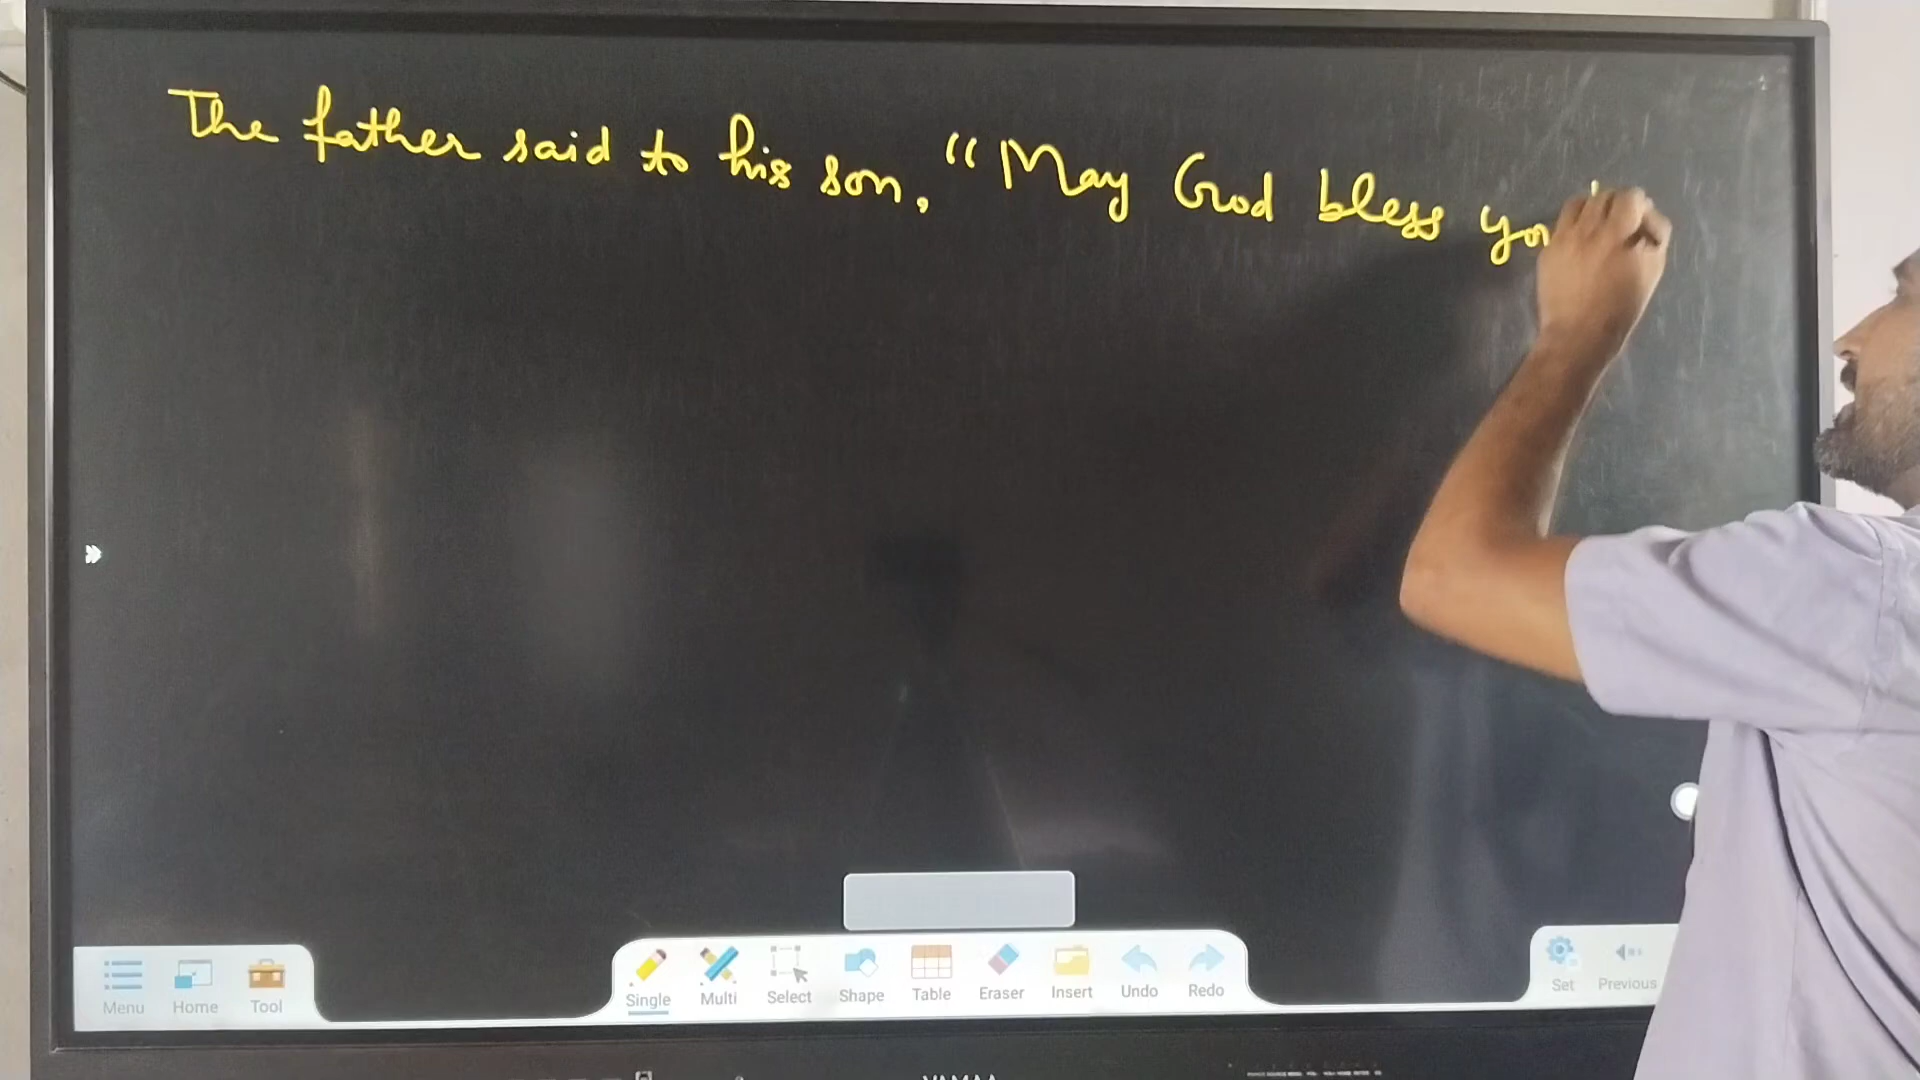 The father said to his son, "May God bless yo
Menu
Home
Tool
Single
Multi
Select
Shape
Table
Eraser
Insert
Undo
Redo
Set
Previous